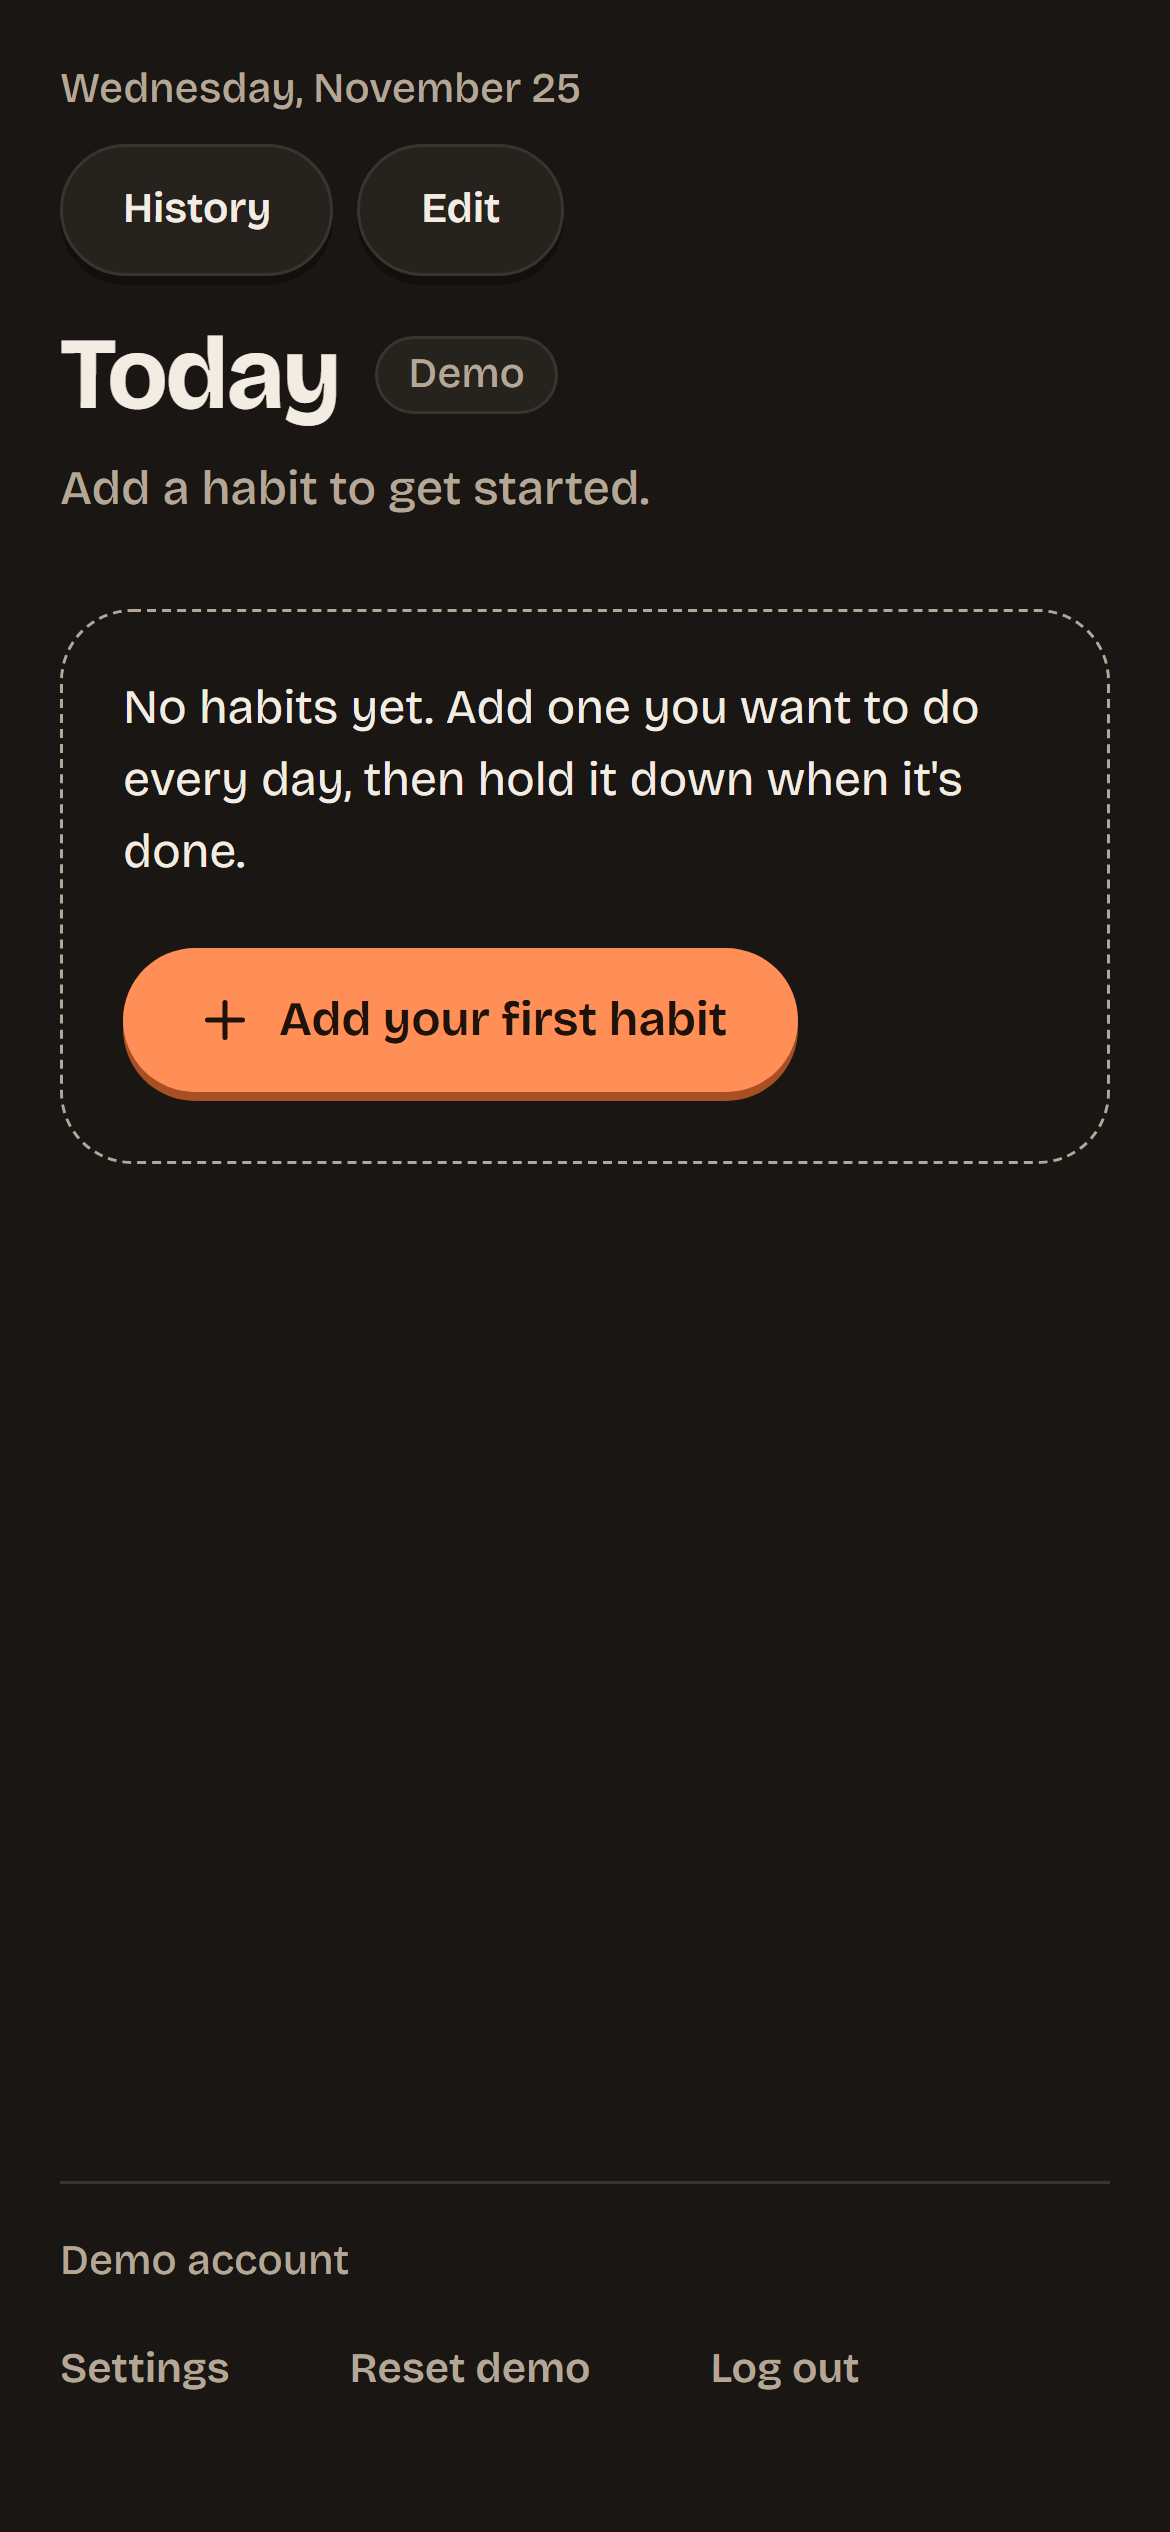 Wednesday, November 25
History Edit
Today Demo
Add a habit to get started.
No habits yet. Add one you want to do
every day, then hold it down when it's
done.
+ Add your first habit
Demo account
Settings Reset demo Log out